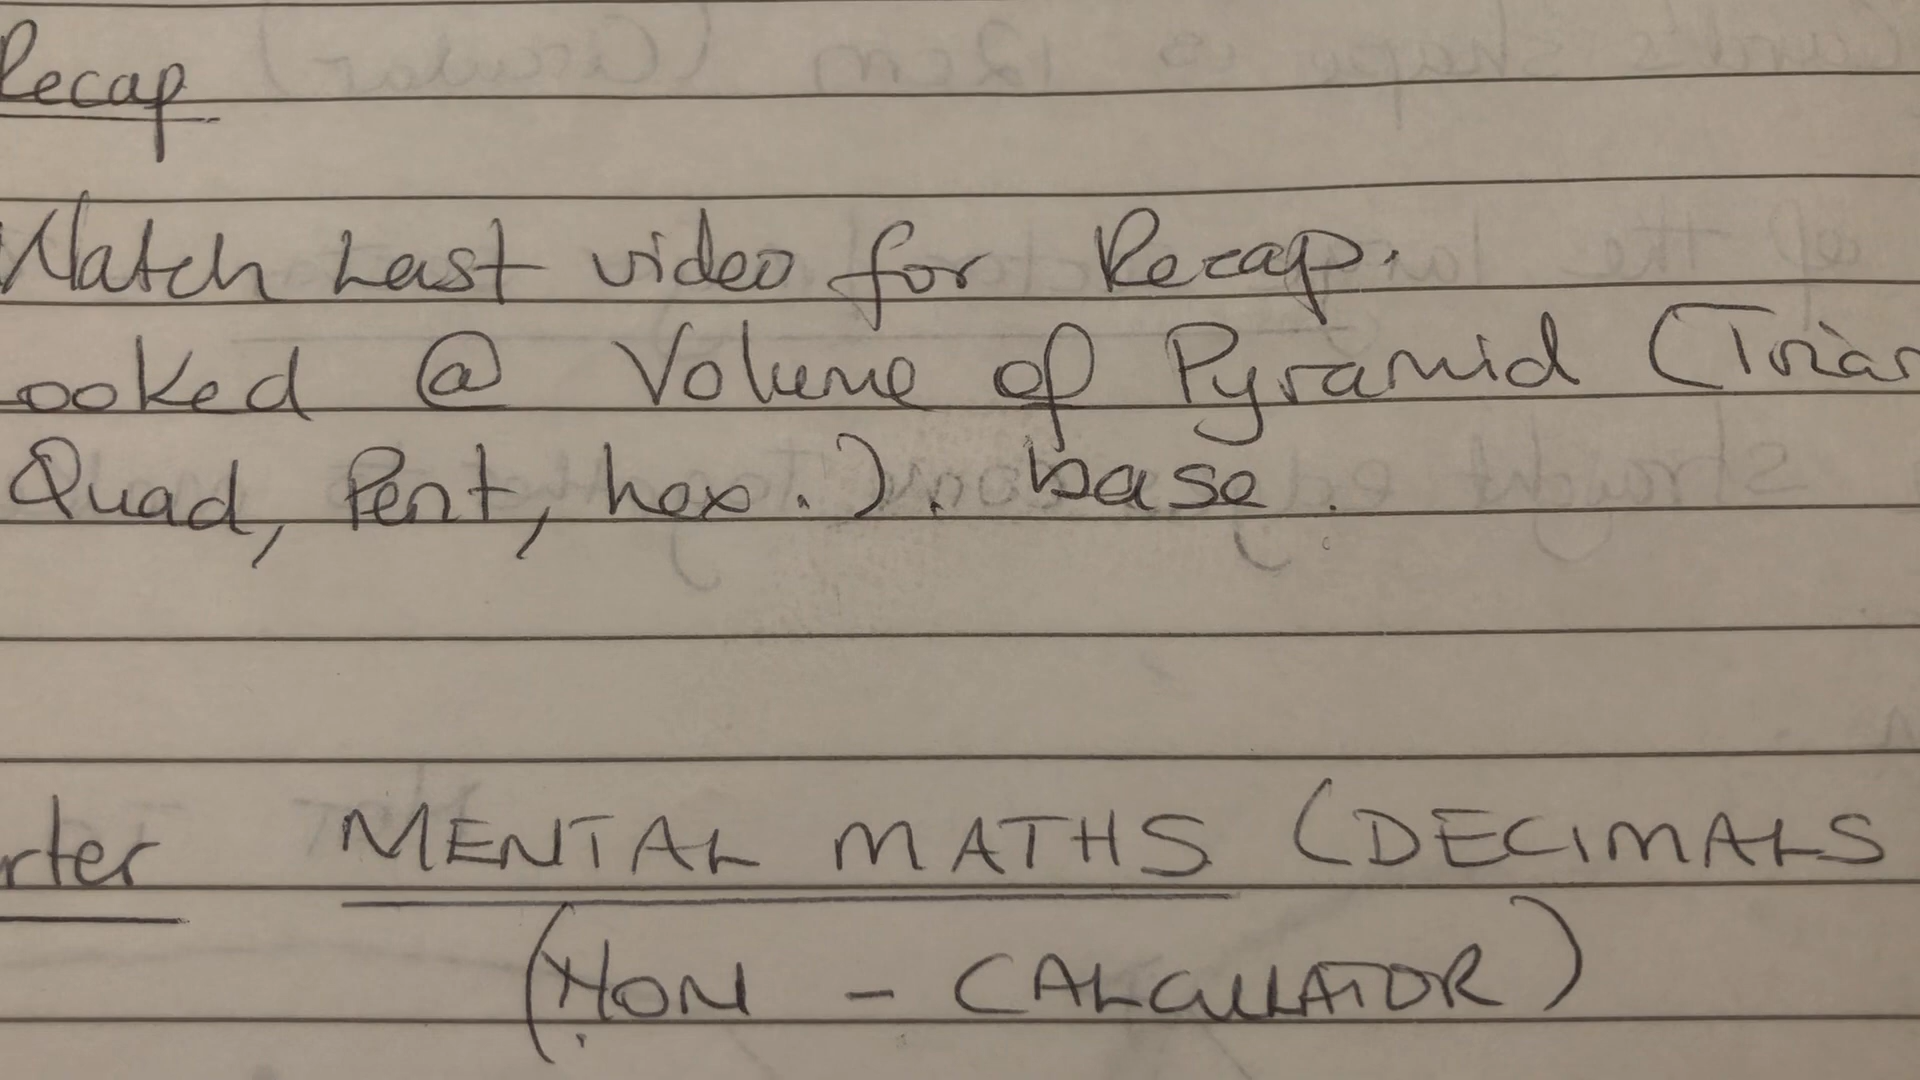 Recap
Watch Last video for Recap.
ooked @ Volume of Pyramid (Trian
Quad, Pent, hex.). base.
rter MENTAL MATHS (DECIMALS
(NON - CALCULATOR)